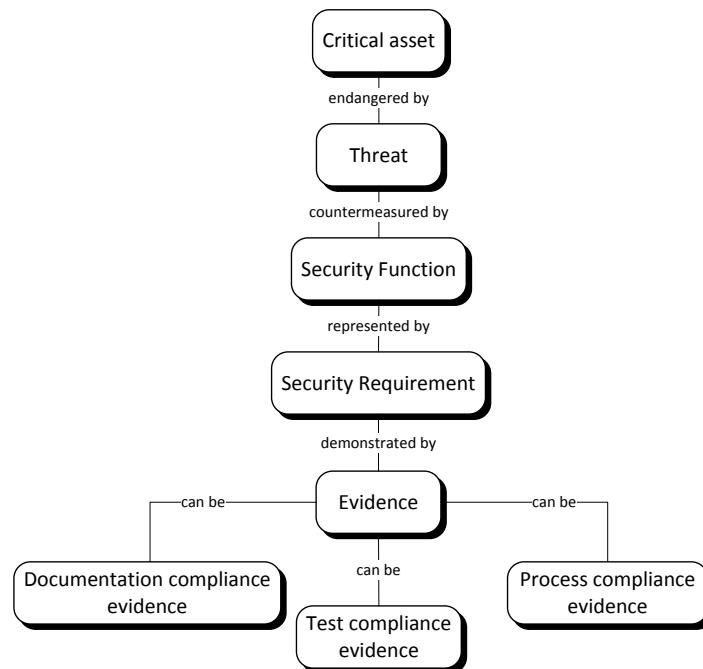 Critical asset
endangered by
Threat
countermeasured by
Security Function
represented by
Security Requirement
demonstrated by
can be
Evidence
can be
can be
Documentation compliance
evidence
Test compliance
evidence
Process compliance
evidence